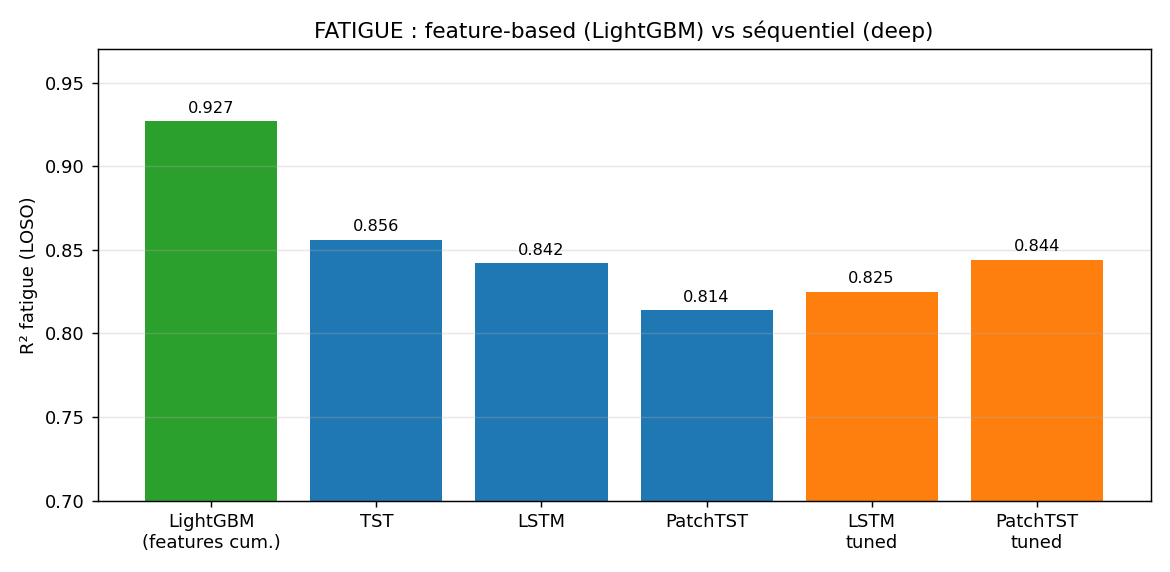 FATIGUE : feature-based (LightGBM) vs séquentiel (deep)
R² fatigue (LOSO)
0.95
0.90
0.85
0.80
0.75
0.70
0.927
0.856
0.842
0.814
0.825
0.844
LightGBM
(features cum.)
TST
LSTM
PatchTST
LSTM
tuned
PatchTST
tuned